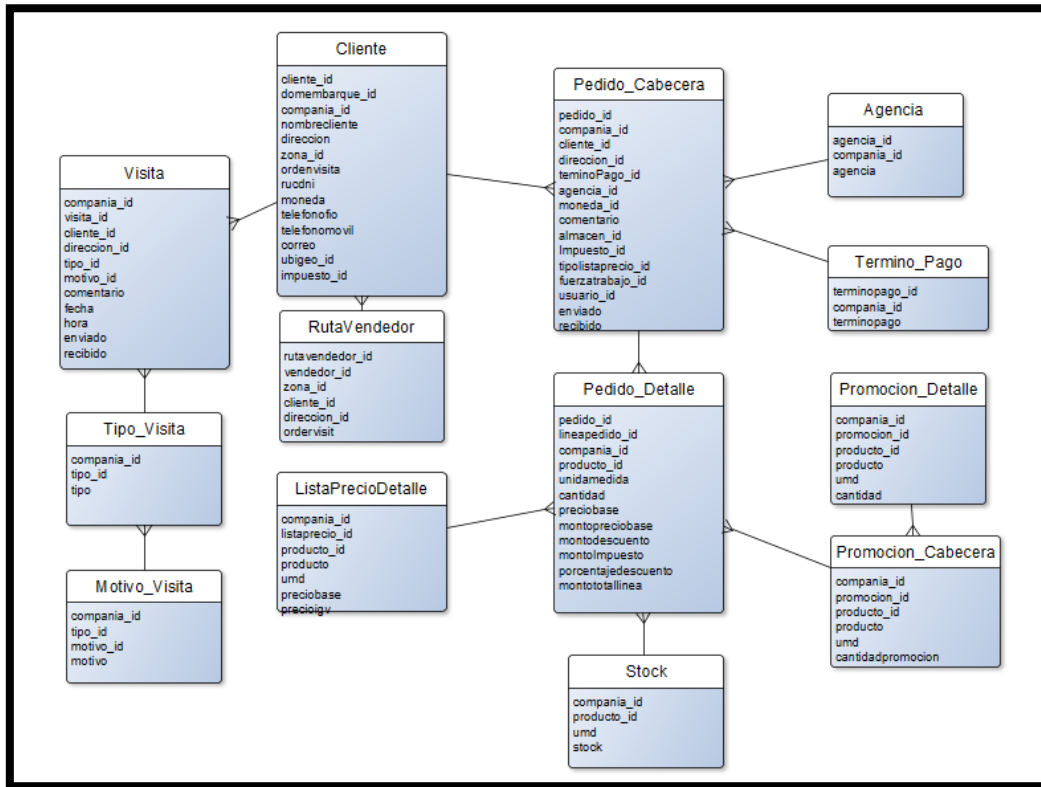 Cliente
cliente_id
domembarque_id
compania_id
nombrecliente
direccion
zona_id
ordenvisita
rucdni
moneda
telefonofio
telefonomovil
correo
ubigeo_id
impuesto_id
Pedido_Cabecera
pedido_id
compania_id
cliente_id
direccion_id
teminoPago_id
agencia_id
moneda_id
comentario
almacen_id
Impuesto_id
tipolistaprecio_id
fuerzatrabajo_id
usuario_id
enviado
recibido
Agencia
agencia_id
compania_id
agencia
Visita
compania_id
visita_id
cliente_id
direccion_id
tipo_id
motivo_id
comentario
fecha
hora
enviado
recibido
Termino_Pago
terminopago_id
compania_id
terminopago
RutaVendedor
rutavendedor_id
vendedor_id
zona_id
cliente_id
direccion_id
ordervisit
Pedido_Detalle
pedido_id
lineapedido_id
compania_id
producto_id
unidamedida
cantidad
preciobase
montopreciobase
montodescuento
montoImpuesto
porcentajedescuento
montototallinea
Promocion_Detalle
compania_id
promocion_id
producto_id
producto
umd
cantidad
Tipo_Visita
compania_id
tipo_id
tipo
ListaPrecioDetalle
compania_id
listaprecio_id
producto_id
producto
umd
preciobase
precioigv
Promocion_Cabecera
compania_id
promocion_id
producto_id
producto
umd
cantidadpromocion
Motivo_Visita
compania_id
tipo_id
motivo_id
motivo
Stock
compania_id
producto_id
umd
stock